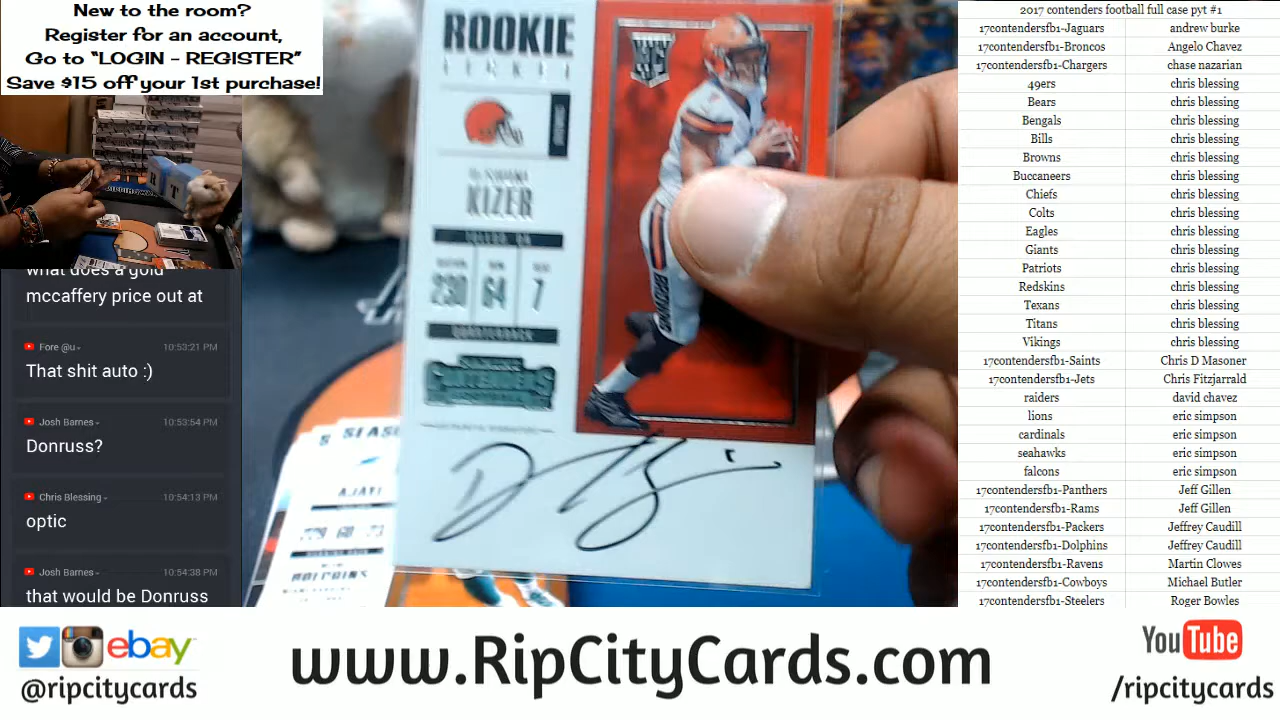 New to the room?
Register for an account,
Go to “LOGIN – REGISTER”
Save $15 off your 1st purchase!
what does a gold
mccaffery price out at
Fore @u
10:53:21 PM
That shit auto :)
Josh Barnes
10:53:54 PM
Donruss?
Chris Blessing
10:54:13 PM
optic
Josh Barnes
10:54:38 PM
that would be Donruss
ROOKIE
TICKET
KIZER
230 64 7
QUARTERBACK
CONTENDERS
BROWNS
SEAS
AJAYI
DOLPHINS
2017 contenders football full case pyt #1
17contendersfb1-Jaguars andrew burke
17contendersfb1-Broncos Angelo Chavez
17contendersfb1-Chargers chase nazarian
49ers chris blessing
Bears chris blessing
Bengals chris blessing
Bills chris blessing
Browns chris blessing
Buccaneers chris blessing
Chiefs chris blessing
Colts chris blessing
Eagles chris blessing
Giants chris blessing
Patriots chris blessing
Redskins chris blessing
Texans chris blessing
Titans chris blessing
Vikings chris blessing
17contendersfb1-Saints Chris D Masoner
17contendersfb1-Jets Chris Fitzjarrald
raiders david chavez
lions eric simpson
cardinals eric simpson
seahawks eric simpson
falcons eric simpson
17contendersfb1-Panthers Jeff Gillen
17contendersfb1-Rams Jeff Gillen
17contendersfb1-Packers Jeffrey Caudill
17contendersfb1-Dolphins Jeffrey Caudill
17contendersfb1-Ravens Martin Clowes
17contendersfb1-Cowboys Michael Butler
17contendersfb1-Steelers Roger Bowles
ebay
@ripcitycards
www.RipCityCards.com
YouTube
/ripcitycards